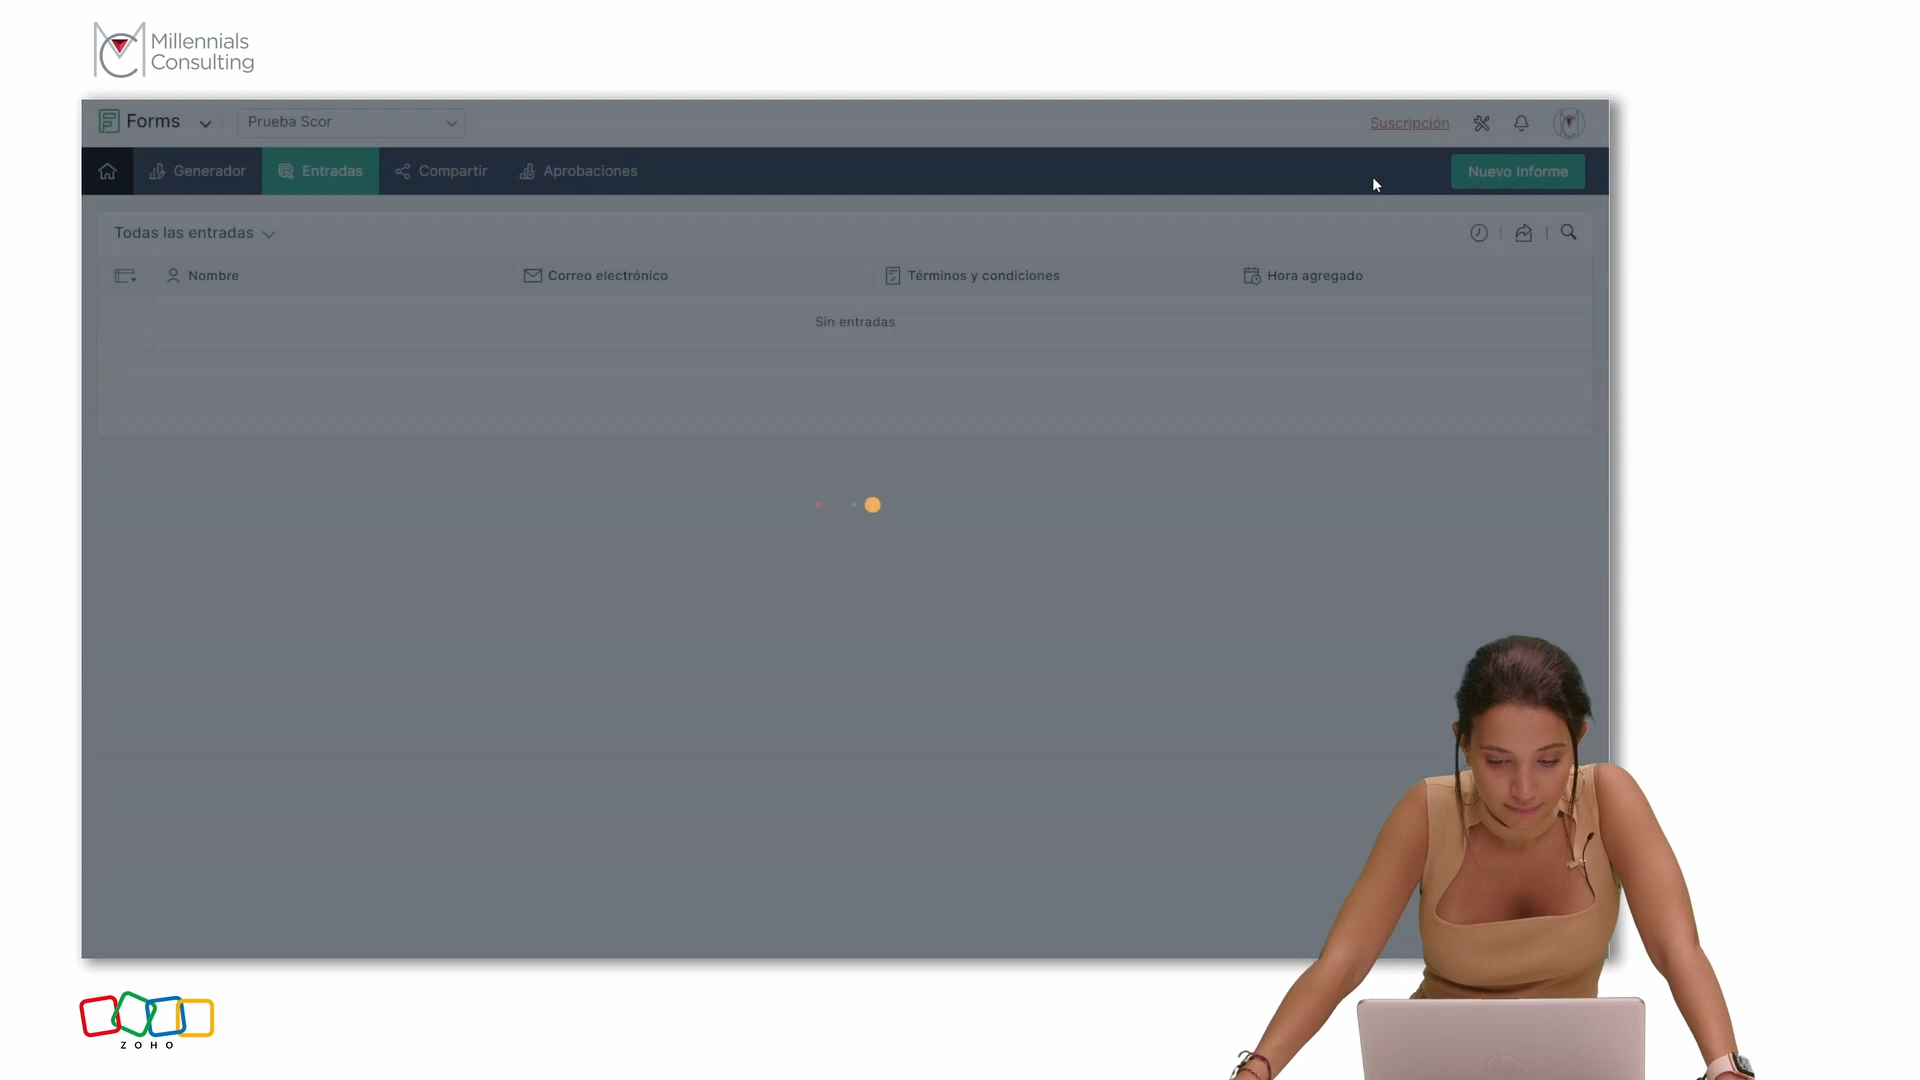 Millennials
Consulting
Forms
Prueba Scor
Suscripción
Generador
Entradas
Compartir
Aprobaciones
Nuevo Informe
Todas las entradas
Nombre
Correo electrónico
Términos y condiciones
Hora agregado
Sin entradas
ZOHO